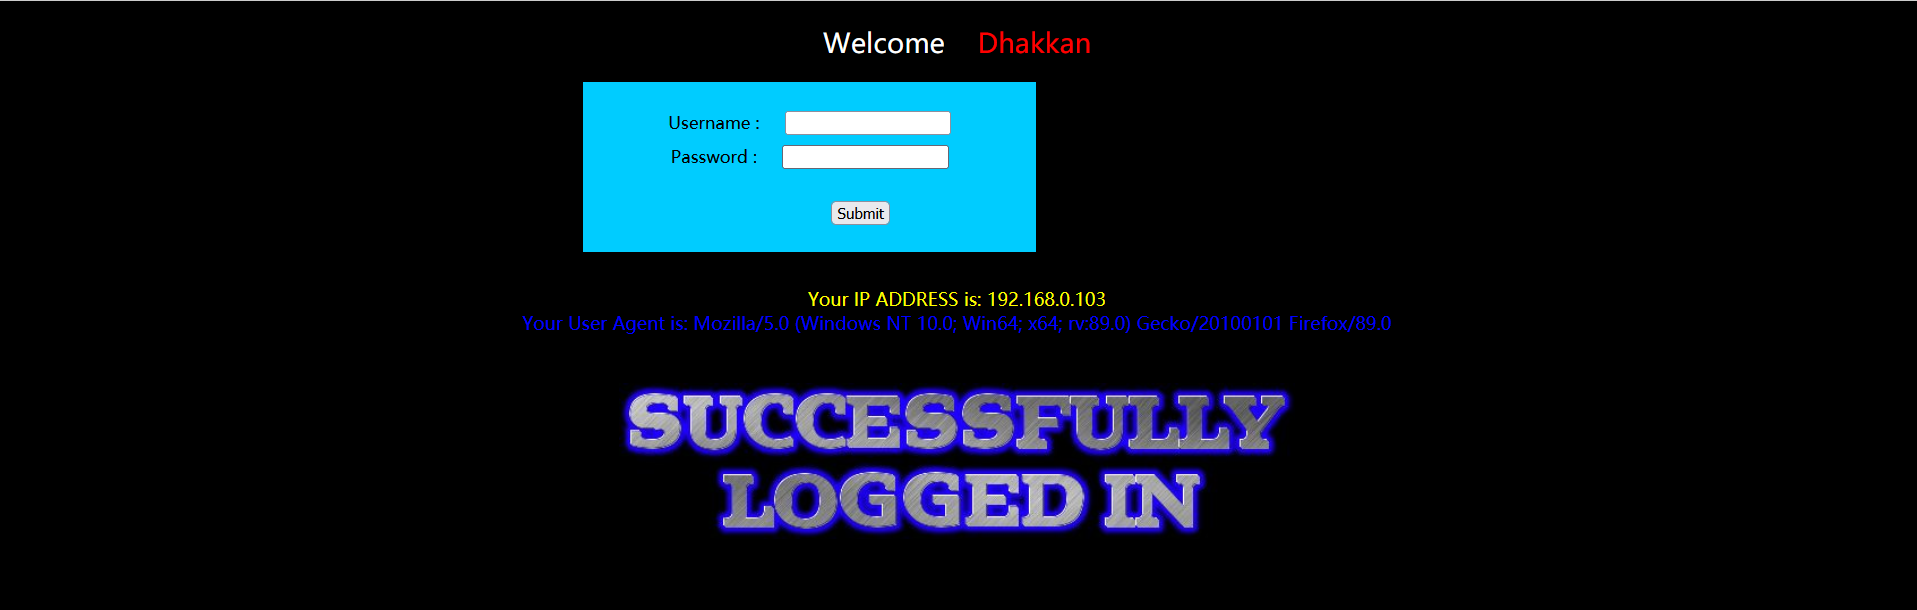 Welcome Dhakkan
Username :
Password :
Submit
Your IP ADDRESS is: 192.168.0.103
Your User Agent is: Mozilla/5.0 (Windows NT 10.0; Win64; x64; rv:89.0) Gecko/20100101 Firefox/89.0
SUCCESSFULLY
LOGGED IN